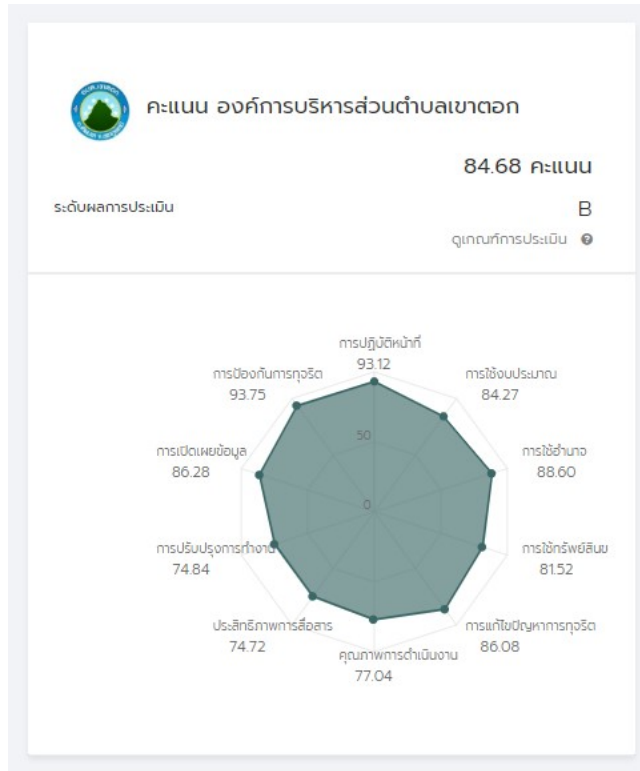 คะแนน องค์การบริหารส่วนตำบลเขาตอก
84.68 คะแนน
ระดับผลการประเมิน
B
ดูเกณฑ์การประเมิน
การปฏิบัติหน้าที่
93.12
การป้องกันการทุจริต
93.75
การใช้งบประมาณ
84.27
การเปิดเผยข้อมูล
86.28
50
การใช้อำนาจ
88.60
0
การปรับปรุงการทำงาน
74.84
การใช้ทรัพย์สินข
81.52
ประสิทธิภาพการสื่อสาร
74.72
คุณภาพการดำเนินงาน
77.04
การแก้ไขปัญหาการทุจริต
86.08